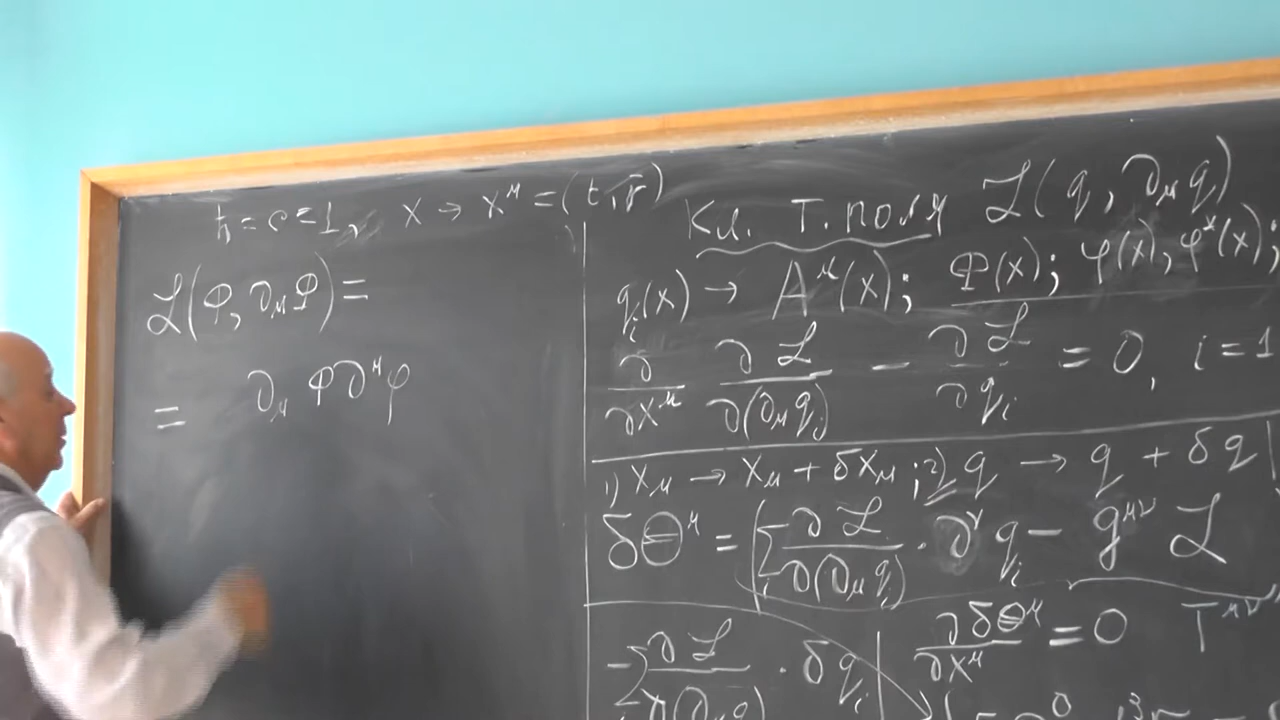 ħ = c = 1, x → x^μ = (t, r⃗)
ℒ(φ, ∂_μ φ) =
= ∂_μ φ ∂^μ φ
Кл. Т. поля ℒ(q, ∂_μ q)
q_i(x) → A^μ(x); Φ(x); φ(x), φ*(x);
∂/∂x^μ ∂ℒ/∂(∂_μ q_i) − ∂ℒ/∂q_i = 0, i = 1
1) x_μ → x_μ + δx_μ; 2) q → q + δq
δΘ^μ = (Σ_i ∂ℒ/∂(∂_μ q_i) · ∂^ν q_i − g^{μν} ℒ
−Σ ∂ℒ/∂(∂_μ q_i) · δq_i
∂δΘ^μ/∂x^μ = 0 T^{μν}